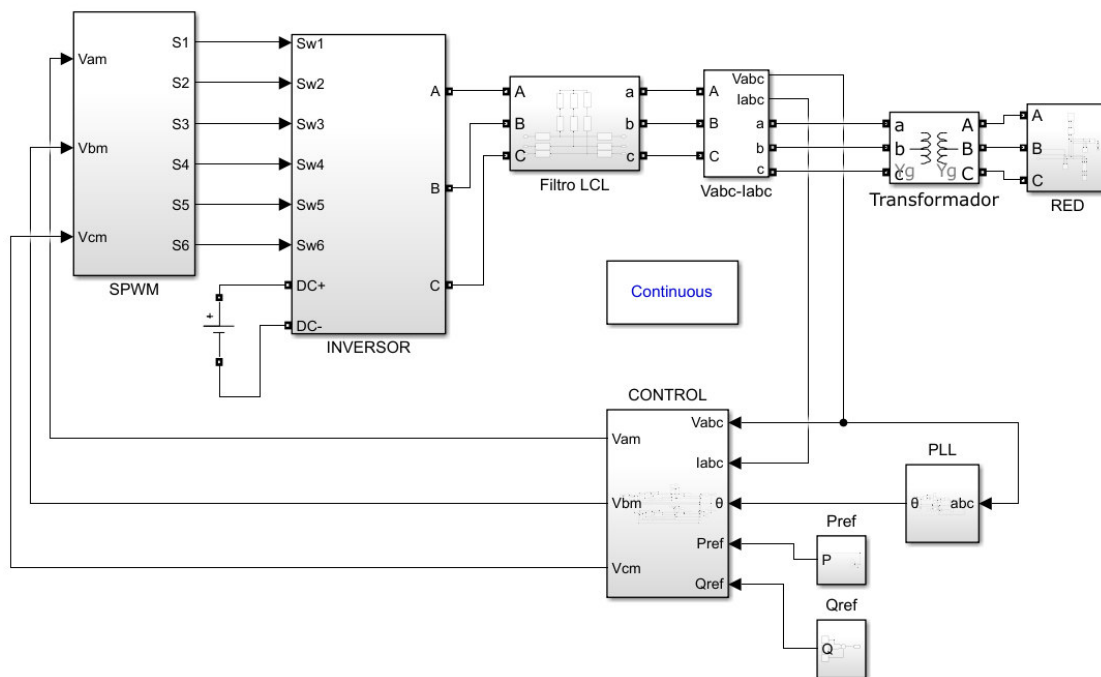 Vam
Vbm
Vcm
S1
S2
S3
S4
S5
S6
SPWM
Sw1
Sw2
Sw3
Sw4
Sw5
Sw6
DC+
DC-
A
B
C
INVERSOR
+
A
B
C
a
b
c
Filtro LCL
A
B
C
Vabc
Iabc
a
b
c
Vabc-Iabc
a
b
c
A
B
C
Yg
Yg
Transformador
A
B
C
RED
Continuous
CONTROL
Vam
Vbm
Vcm
Vabc
Iabc
θ
Pref
Qref
PLL
θ
abc
Pref
P
Qref
Q